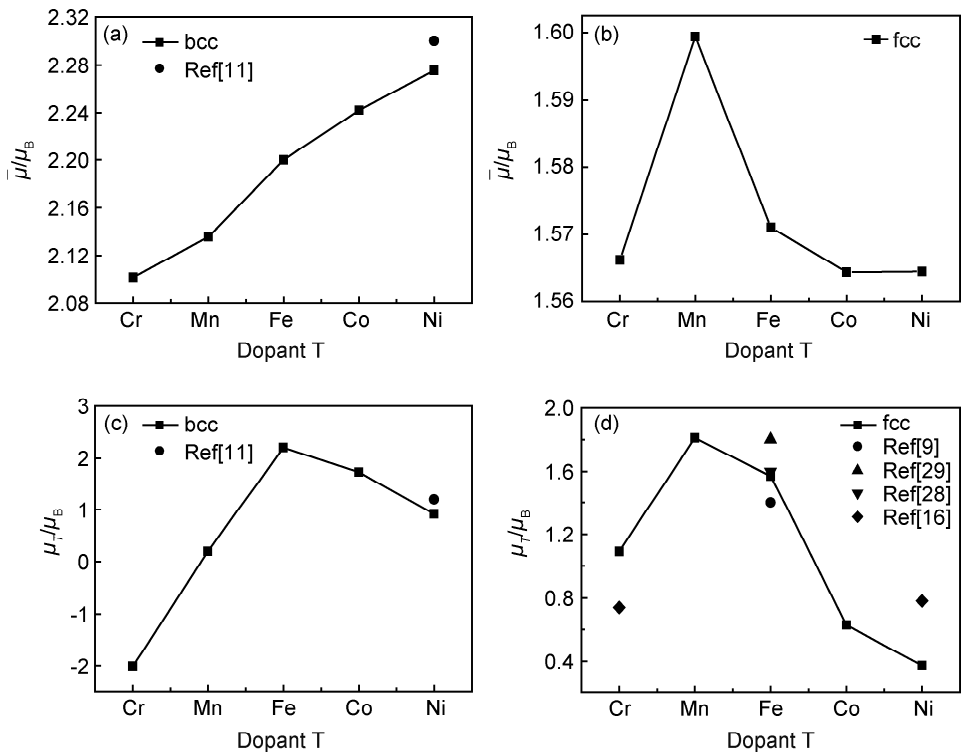 (a)
bcc
Ref[11]
2.32
2.28
2.24
2.20
2.16
2.12
2.08
μ̅/μB
Cr Mn Fe Co Ni
Dopant T
(b)
fcc
1.60
1.59
1.58
1.57
1.56
μ̅/μB
Cr Mn Fe Co Ni
Dopant T
(c)
bcc
Ref[11]
3
2
1
0
-1
-2
μT/μB
Cr Mn Fe Co Ni
Dopant T
(d)
fcc
Ref[9]
Ref[29]
Ref[28]
Ref[16]
2.0
1.6
1.2
0.8
0.4
μT/μB
Cr Mn Fe Co Ni
Dopant T